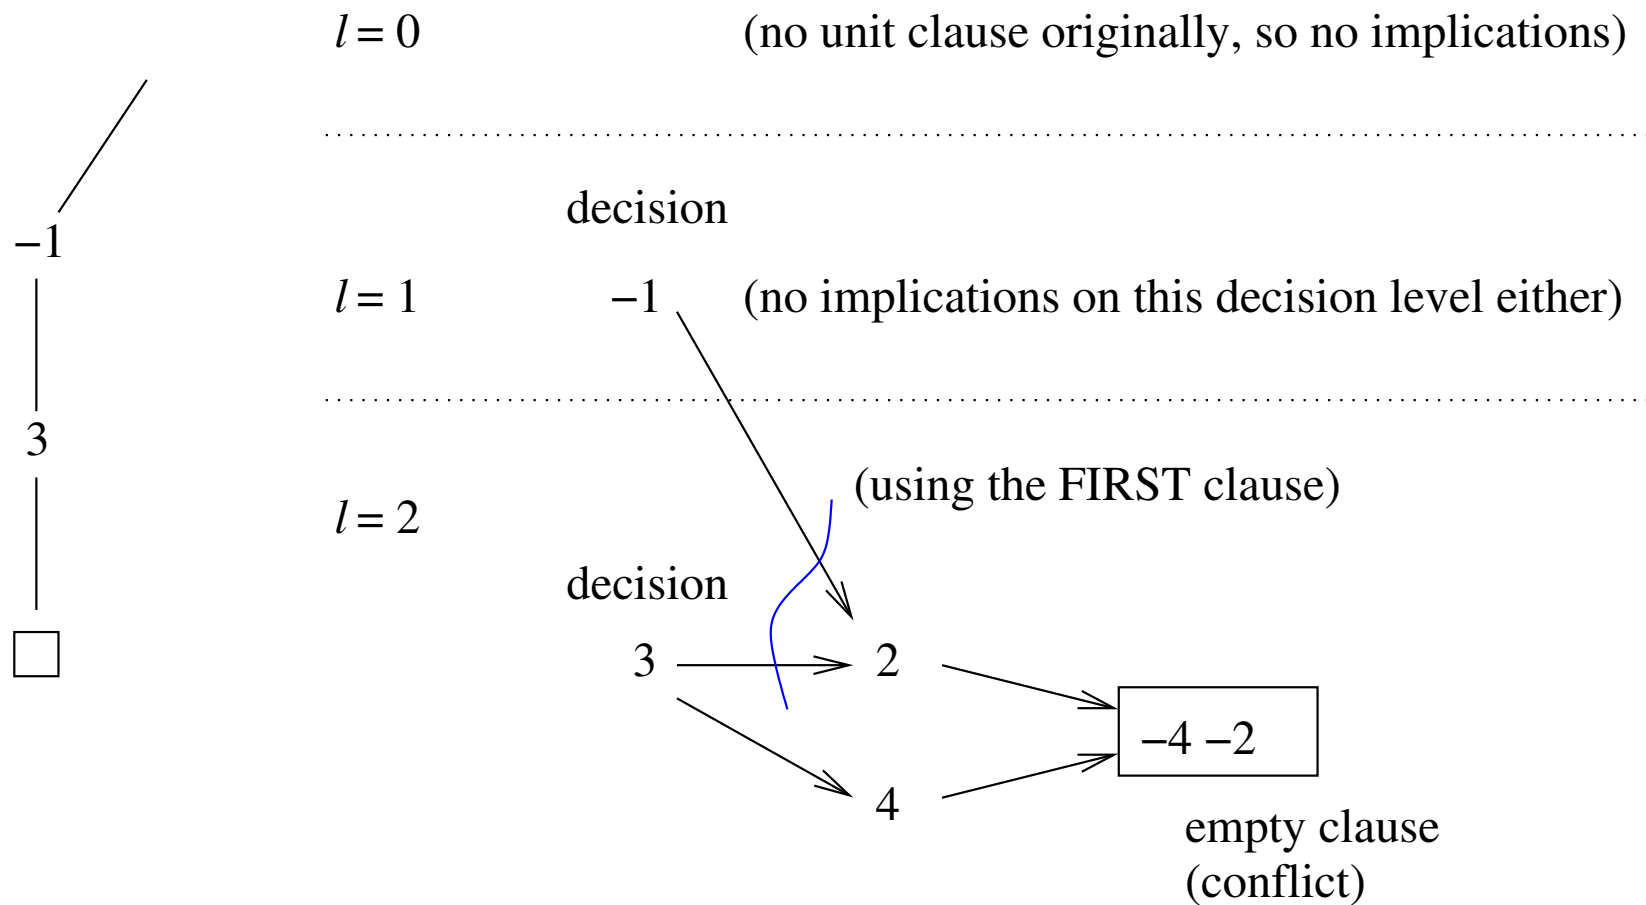 l = 0 (no unit clause originally, so no implications)
decision
−1
l = 1 −1 (no implications on this decision level either)
3
(using the FIRST clause)
l = 2
decision
3 2
−4 −2
4
empty clause
(conflict)